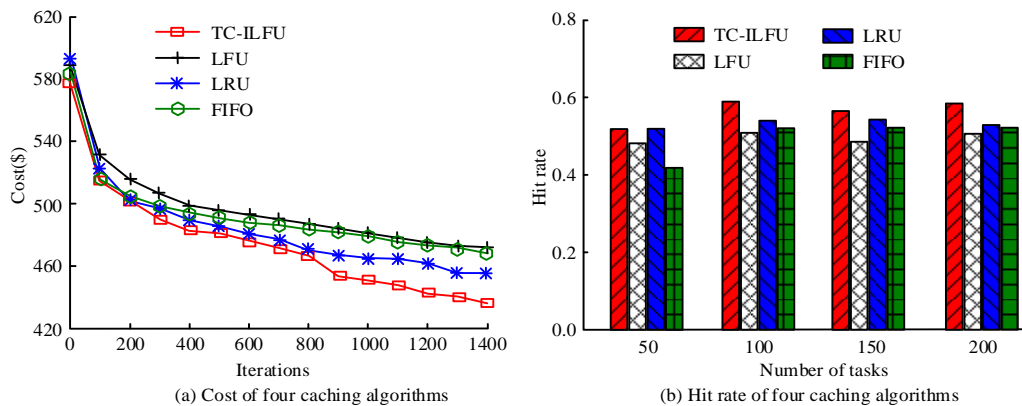 620
580
540
500
460
420
Cost($)
TC-ILFU
LFU
LRU
FIFO
0 200 400 600 800 1000 1200 1400
Iterations
(a) Cost of four caching algorithms
0.8
0.6
0.4
0.2
0.0
Hit rate
TC-ILFU LRU
LFU FIFO
50 100 150 200
Number of tasks
(b) Hit rate of four caching algorithms